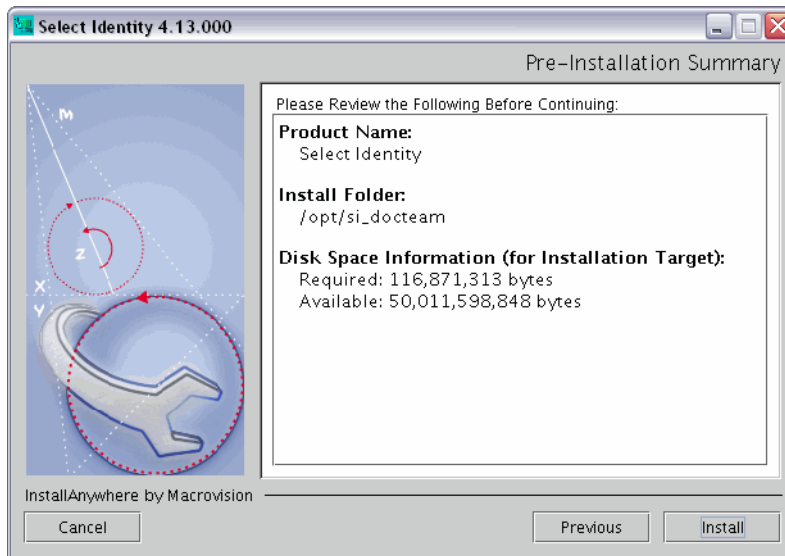 Select Identity 4.13.000
Pre-Installation Summary
M
Z
X
Y
Please Review the Following Before Continuing:
Product Name:
Select Identity
Install Folder:
/opt/si_docteam
Disk Space Information (for Installation Target):
Required: 116,871,313 bytes
Available: 50,011,598,848 bytes
InstallAnywhere by Macrovision
Cancel
Previous
Install